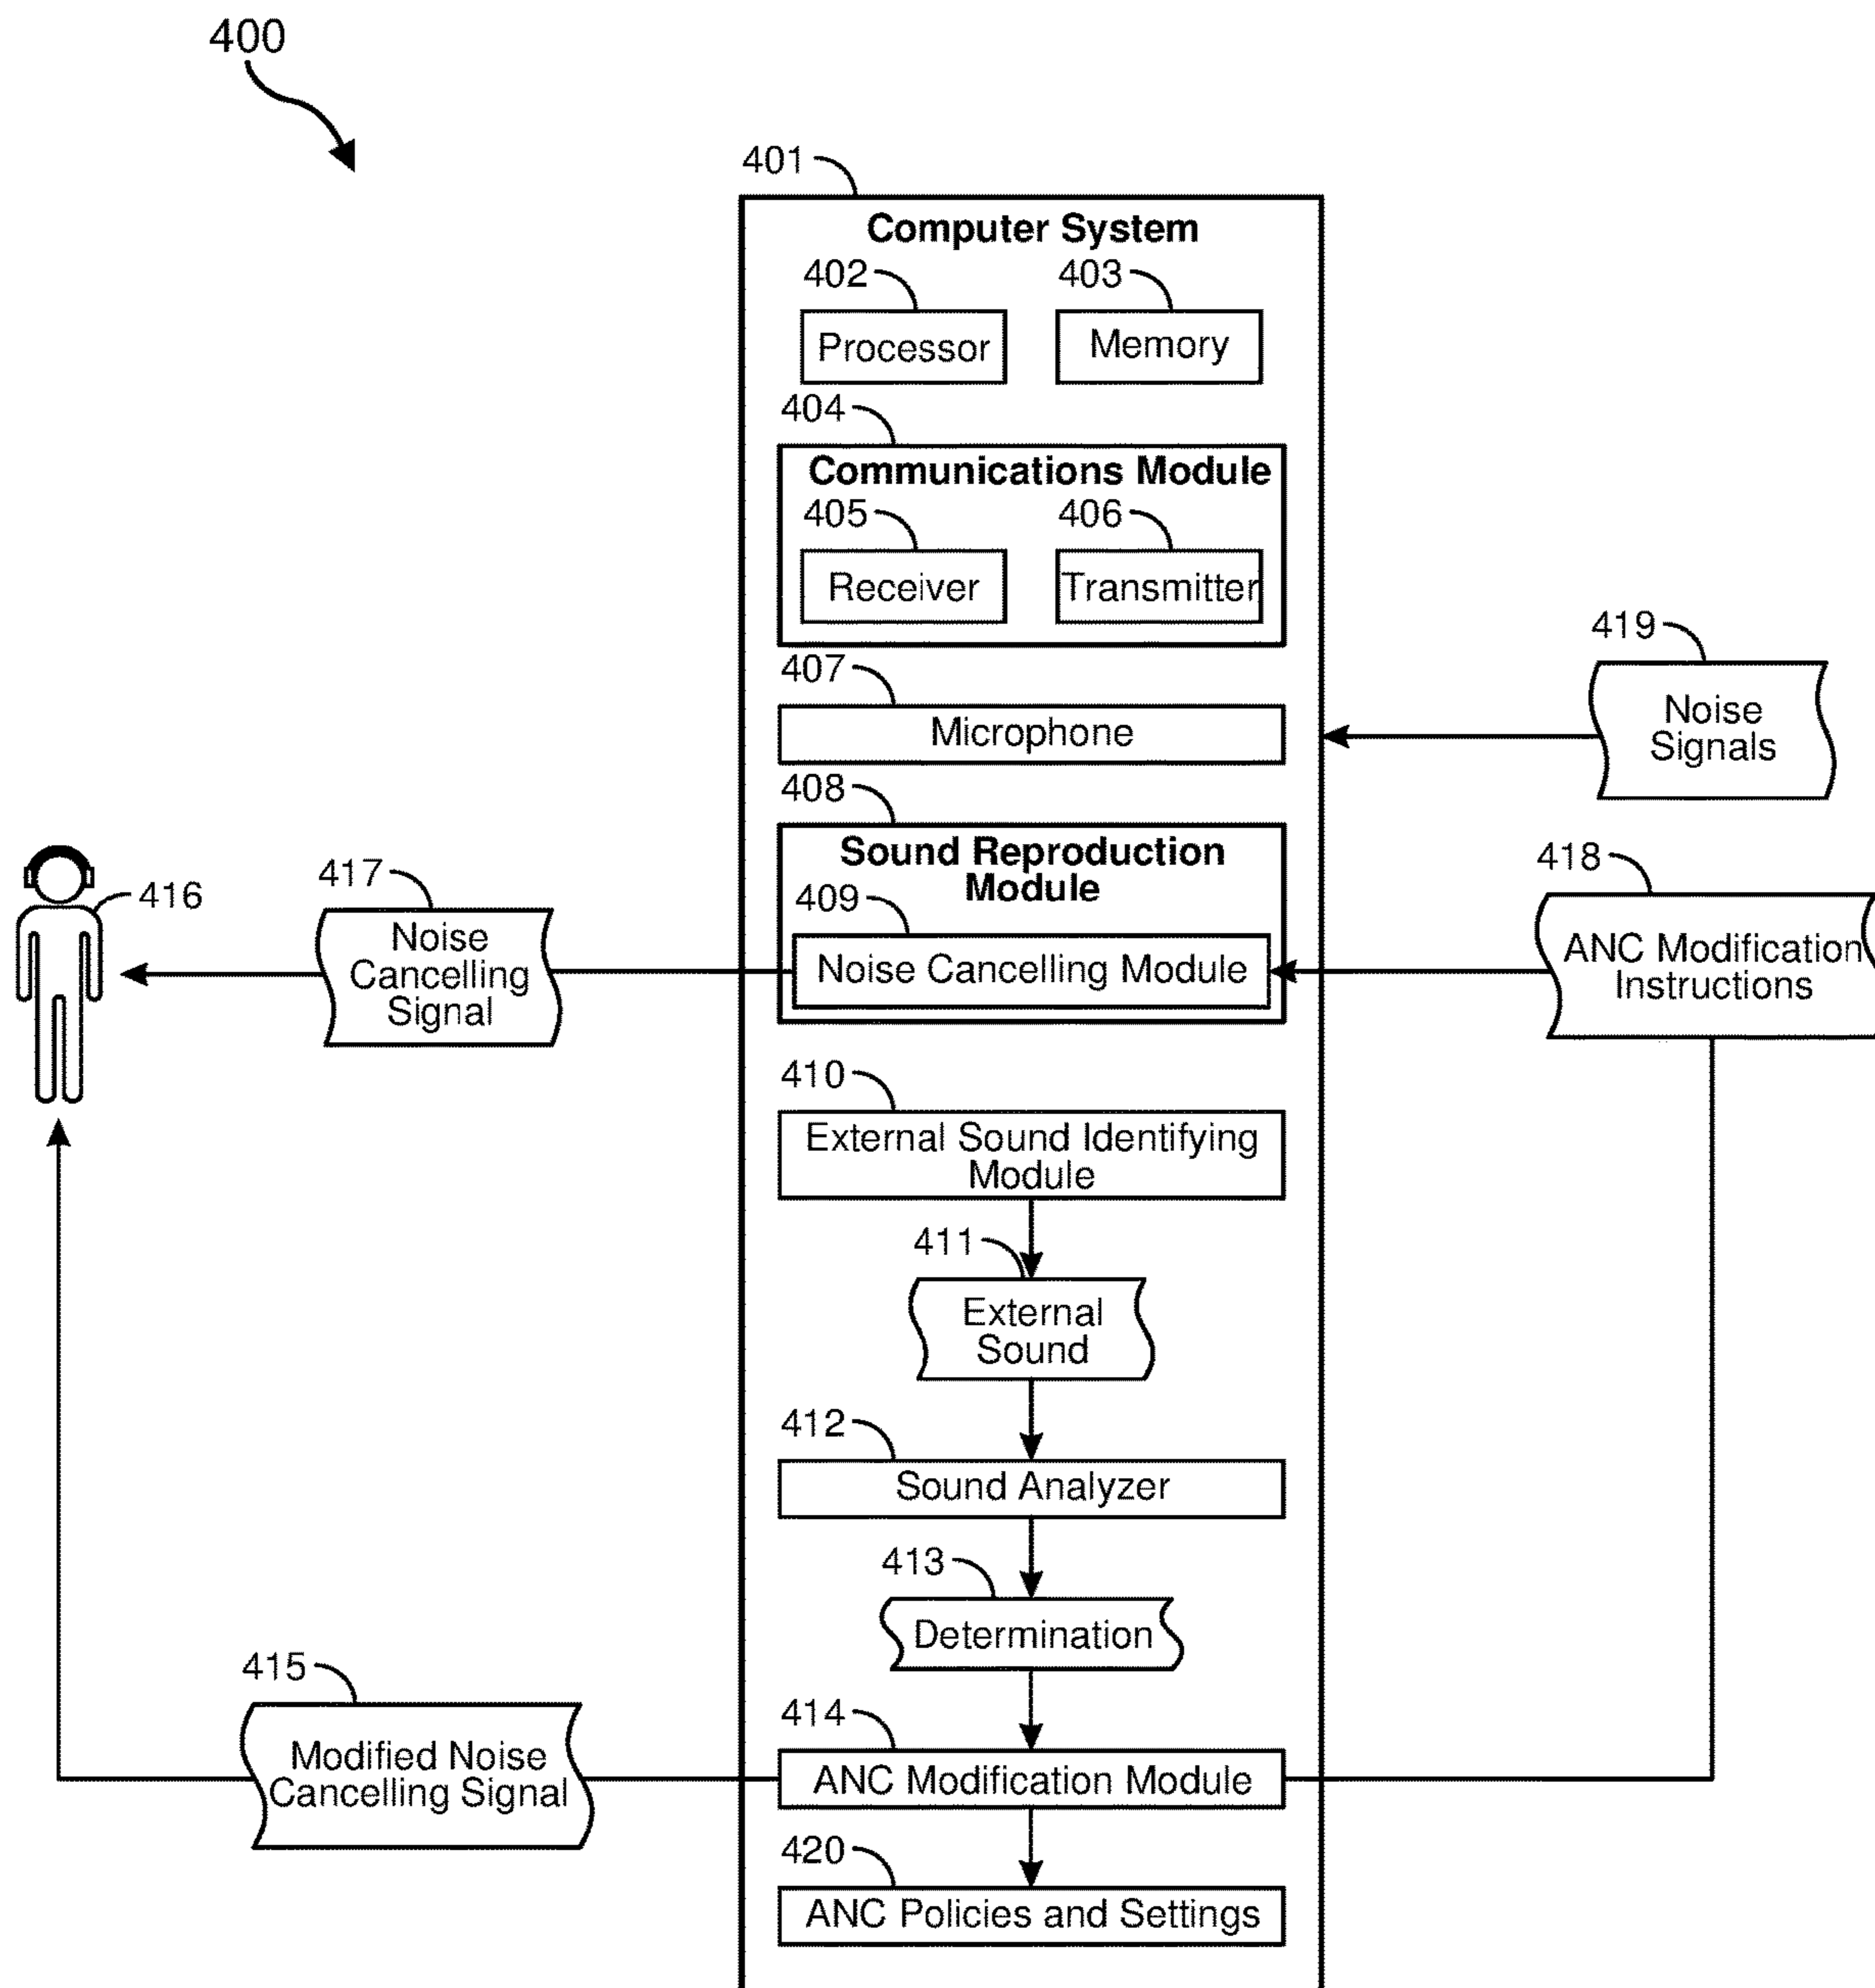 400
401
Computer System
402
403
Processor
Memory
404
Communications Module
405
406
Receiver
Transmitter
407
Microphone
419
Noise
Signals
408
Sound Reproduction
Module
409
Noise Cancelling Module
418
ANC Modification
Instructions
416
417
Noise
Cancelling
Signal
410
External Sound Identifying
Module
411
External
Sound
412
Sound Analyzer
413
Determination
414
ANC Modification Module
415
Modified Noise
Cancelling Signal
420
ANC Policies and Settings